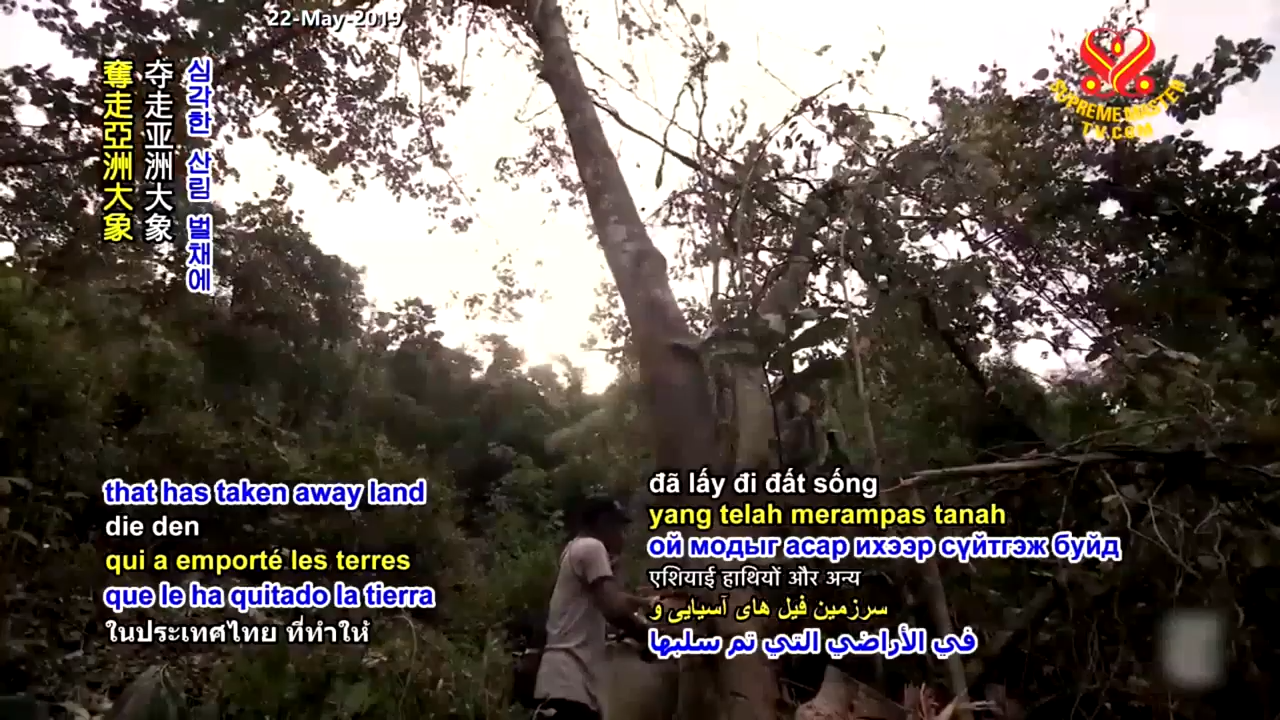 22-May-2019
SUPREME MASTER
TV.COM
奪走亞洲大象
夺走亚洲大象
심각한 산림 벌채에
that has taken away land
die den
qui a emporté les terres
que le ha quitado la tierra
ในประเทศไทย ที่ทำให้
đã lấy đi đất sống
yang telah merampas tanah
ой модыг асар ихээр сүйтгэж буйд
एशियाई हाथियों और अन्य
سرزمین فیل های آسیایی و
في الأراضي التي تم سلبها